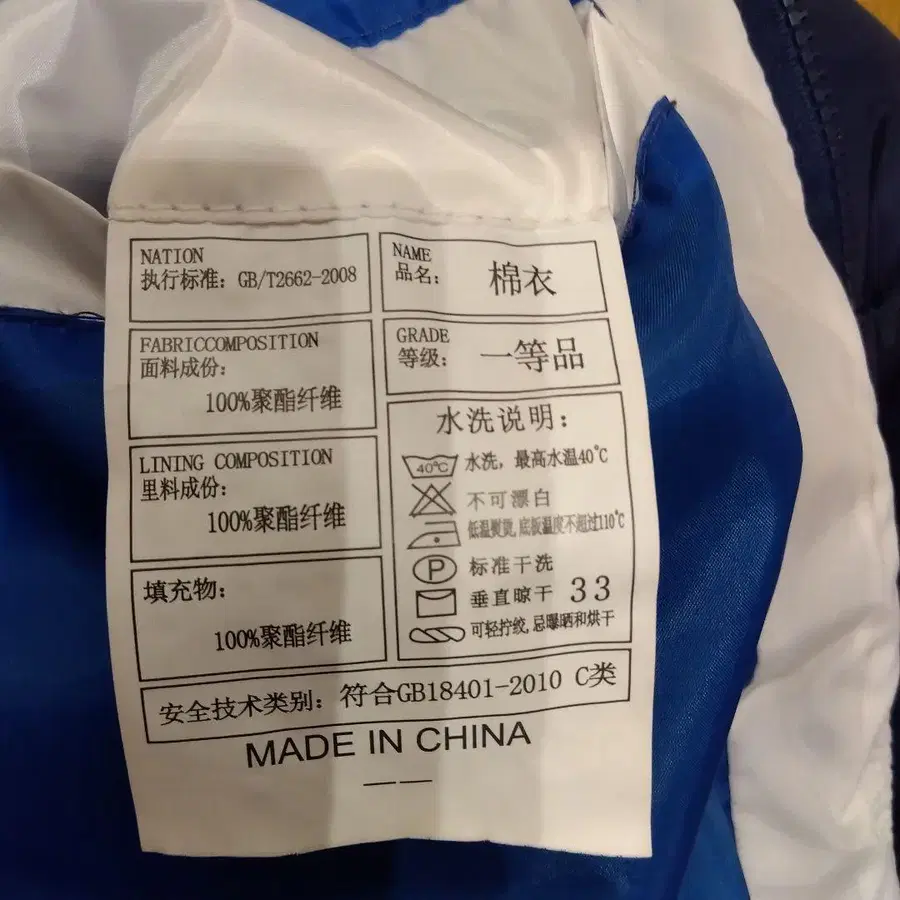 NATION
执行标准: GB/T2662-2008
NAME
品名: 棉衣
FABRICCOMPOSITION
面料成份:
100%聚酯纤维
GRADE
等级: 一等品
LINING COMPOSITION
里料成份:
100%聚酯纤维
填充物:
100%聚酯纤维
水洗说明:
40℃ 水洗, 最高水温40℃
不可漂白
低温熨烫, 底板温度不超过110℃
P 标准干洗
垂直晾干 33
可轻拧绞, 忌曝晒和烘干
安全技术类别: 符合GB18401-2010 C类
MADE IN CHINA